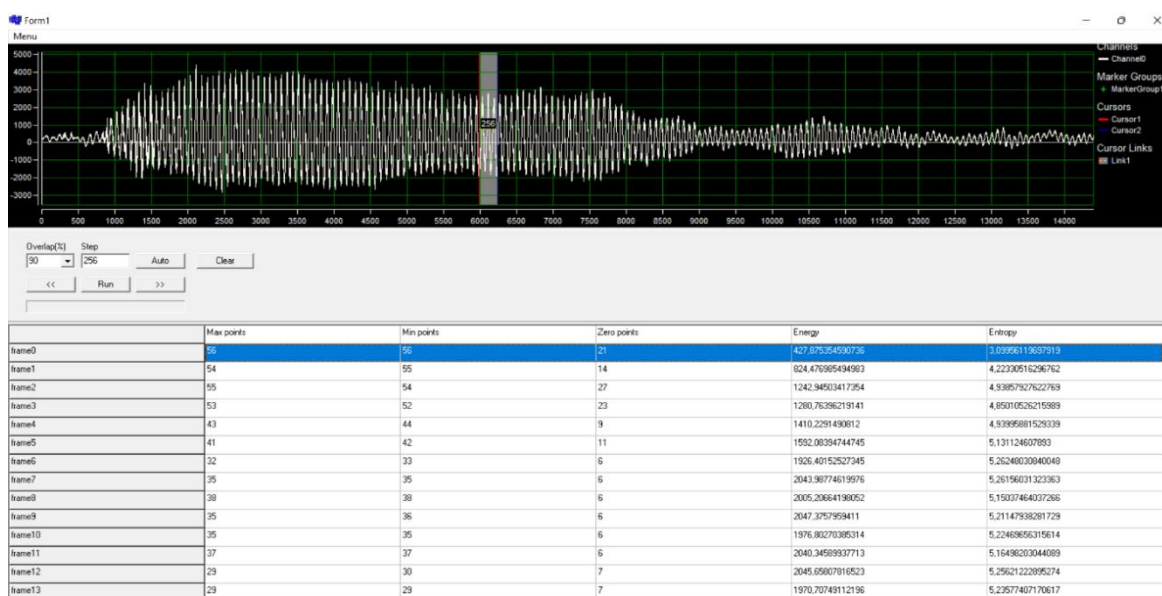 Form1
Menu
5000
4000
3000
2000
1000
0
-1000
-2000
-3000
256
0 500 1000 1500 2000 2500 3000 3500 4000 4500 5000 5500 6000 6500 7000 7500 8000 8500 9000 9500 10000 10500 11000 11500 12000 12500 13000 13500 14000
Channels
Channel0
Marker Groups
MarkerGroup1
Cursors
Cursor1
Cursor2
Cursor Links
Link1
Overlap(%) Step
90 256 Auto Clear
<< Run >>
Max points Min points Zero points Energy Entropy
frame0 56 56 21 427,875354590736 3,09956119697919
frame1 54 55 14 824,476985494983 4,22330516296762
frame2 55 54 27 1242,94503417354 4,93857927622769
frame3 53 52 23 1280,76396219141 4,85010526215989
frame4 43 44 9 1410,2291490812 4,93995881529339
frame5 41 42 11 1592,08394744745 5,131124607893
frame6 32 33 6 1926,40152527345 5,26248030840048
frame7 35 35 6 2043,98774619976 5,26156031323363
frame8 38 38 6 2005,20664198052 5,15037464037266
frame9 35 36 6 2047,3757959411 5,21147938281729
frame10 35 35 6 1976,80270385314 5,22469656315614
frame11 37 37 6 2040,34589937713 5,16498203044089
frame12 29 30 7 2045,65807816523 5,25621222895274
frame13 29 29 7 1970,70749112196 5,23577407170617